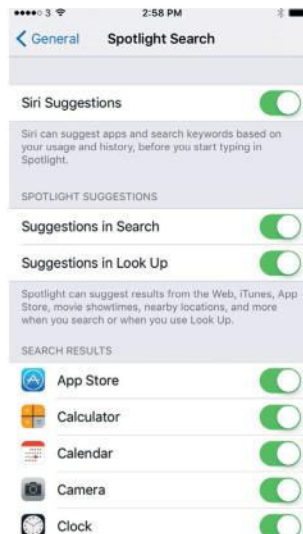 3 2:58 PM
General Spotlight Search
Siri Suggestions
Siri can suggest apps and search keywords based on
your usage and history, before you start typing in
Spotlight.
SPOTLIGHT SUGGESTIONS
Suggestions in Search
Suggestions in Look Up
Spotlight can suggest results from the Web, iTunes, App
Store, movie showtimes, nearby locations, and more
when you search or when you use Look Up.
SEARCH RESULTS
App Store
Calculator
Calendar
Camera
Clock